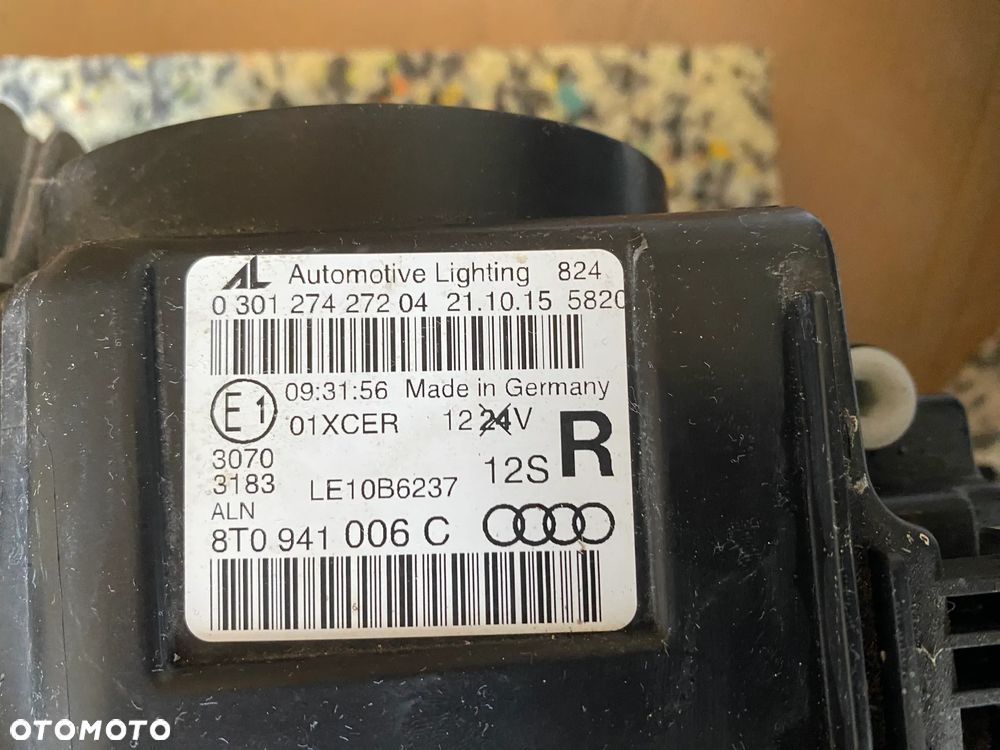 AL Automotive Lighting 824
0 301 274 272 04 21.10.15 5820
E1 09:31:56 Made in Germany
01XCER 12 24V R
3070
3183 LE10B6237 12S
ALN
8T0 941 006 C
OTOMOTO